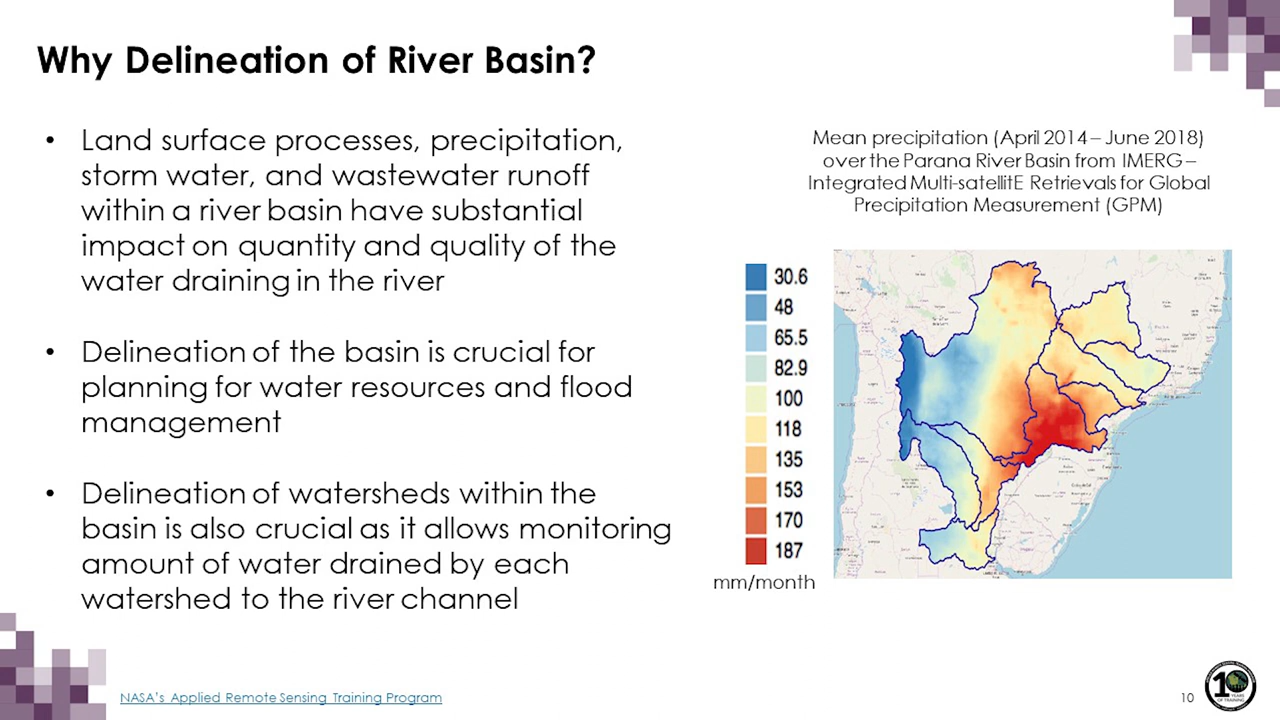 Why Delineation of River Basin?
• Land surface processes, precipitation,
storm water, and wastewater runoff
within a river basin have substantial
impact on quantity and quality of the
water draining in the river
• Delineation of the basin is crucial for
planning for water resources and flood
management
• Delineation of watersheds within the
basin is also crucial as it allows monitoring
amount of water drained by each
watershed to the river channel
Mean precipitation (April 2014 – June 2018)
over the Parana River Basin from IMERG –
Integrated Multi-satellitE Retrievals for Global
Precipitation Measurement (GPM)
30.6
48
65.5
82.9
100
118
135
153
170
187
mm/month
NASA's Applied Remote Sensing Training Program
10